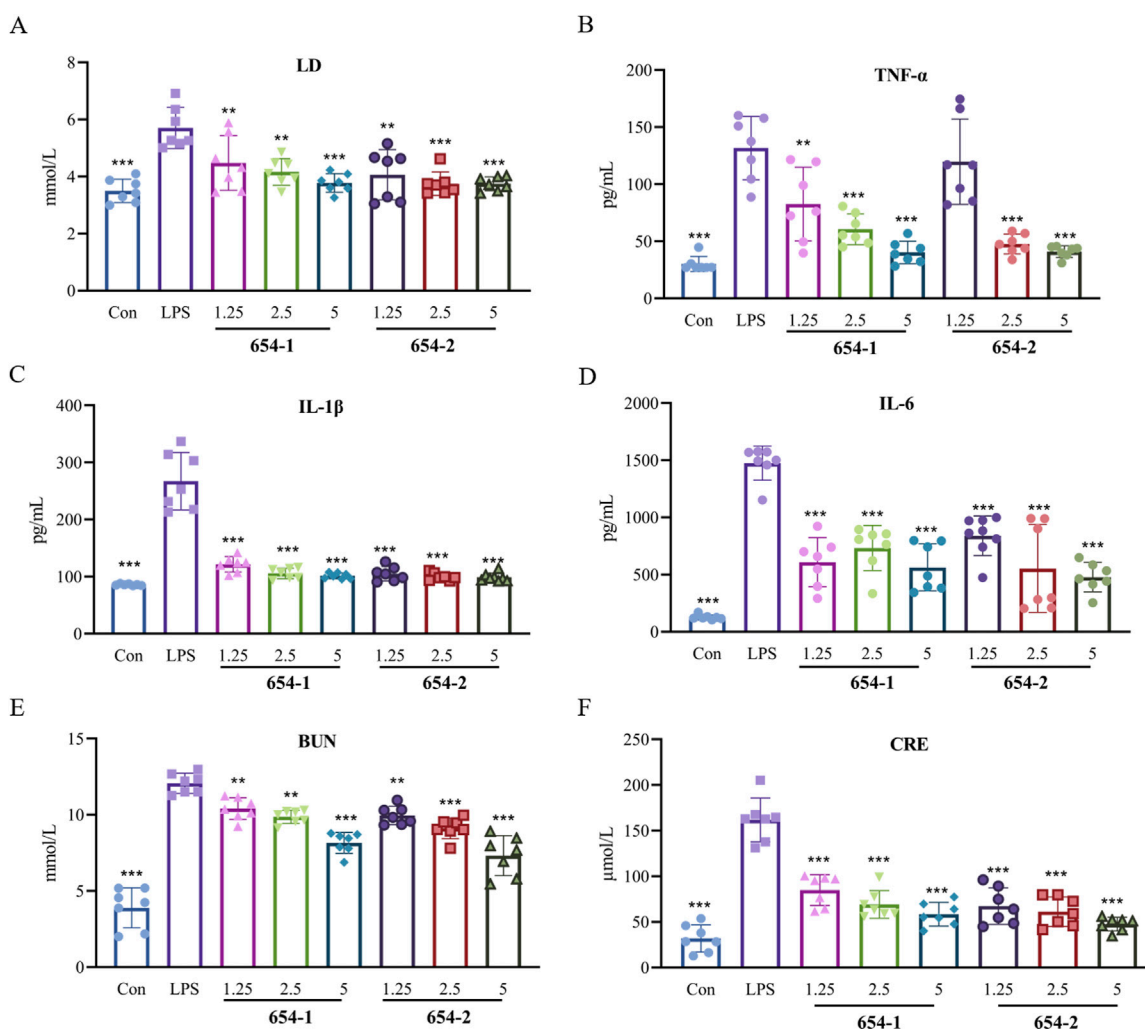 A
LD
mmol/L
8
6
4
2
0
** ** *** ** *** ***
***
Con LPS 1.25 2.5 5 1.25 2.5 5
654-1 654-2
B
TNF-α
pg/mL
200
150
100
50
0
*** ** *** *** *** ***
Con LPS 1.25 2.5 5 1.25 2.5 5
654-1 654-2
C
IL-1β
pg/mL
400
300
200
100
0
*** *** *** *** *** *** ***
Con LPS 1.25 2.5 5 1.25 2.5 5
654-1 654-2
D
IL-6
pg/mL
2000
1500
1000
500
0
*** *** *** *** *** *** ***
Con LPS 1.25 2.5 5 1.25 2.5 5
654-1 654-2
E
BUN
mmol/L
15
10
5
0
*** ** ** *** ** *** ***
Con LPS 1.25 2.5 5 1.25 2.5 5
654-1 654-2
F
CRE
μmol/L
250
200
150
100
50
0
*** *** *** *** *** *** ***
Con LPS 1.25 2.5 5 1.25 2.5 5
654-1 654-2